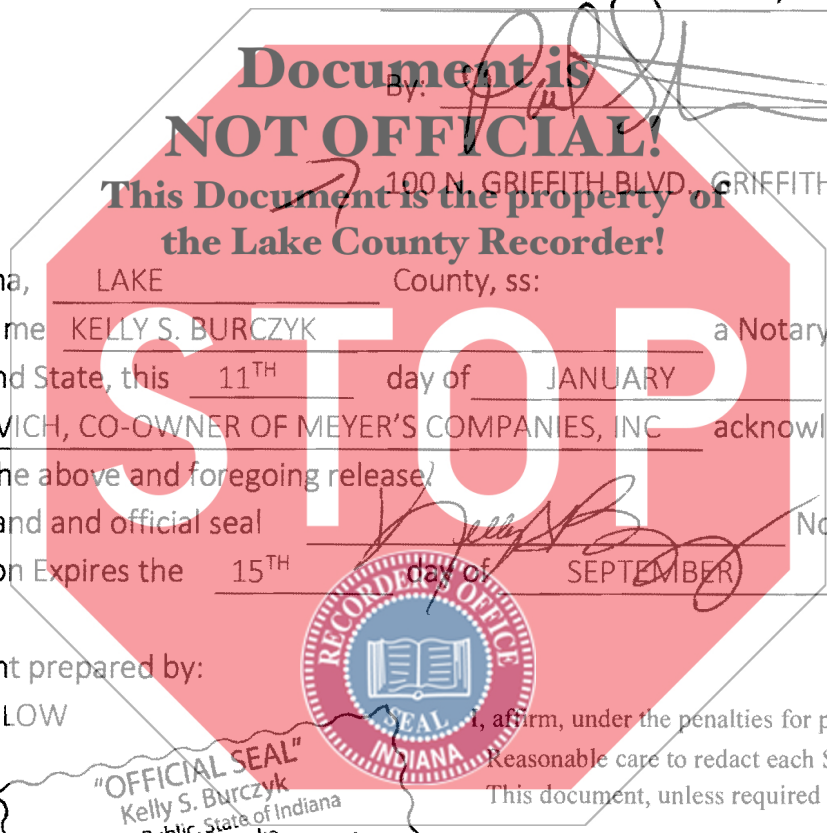 Document is
By:
NOT OFFICIAL!
100 N. GRIFFITH BLVD., GRIFFITH
This Document is the property of
the Lake County Recorder!
na, LAKE County, ss:
me KELLY S. BURCZYK a Notary
nd State, this 11TH day of JANUARY
VICH, CO-OWNER OF MEYER'S COMPANIES, INC acknowl
he above and foregoing release.
and and official seal No
on Expires the 15TH day of SEPTEMBER
STOP
RECORDER'S OFFICE
SEAL
INDIANA
nt prepared by:
LOW
I, affirm, under the penalties for p
Reasonable care to redact each S
This document, unless required
"OFFICIAL SEAL"
Kelly S. Burczyk
Public, State of Indiana